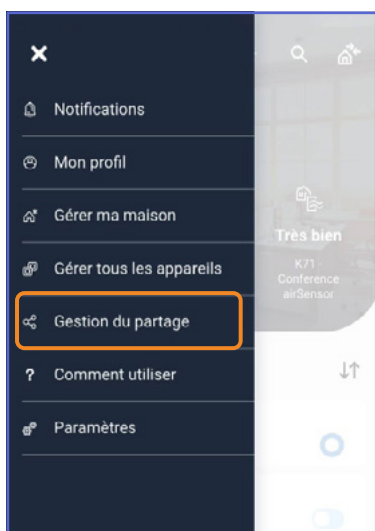 Notifications
Mon profil
Gérer ma maison
Gérer tous les appareils
Gestion du partage
? Comment utiliser
Paramètres
Très bien
K71 -
Conference
airSensor